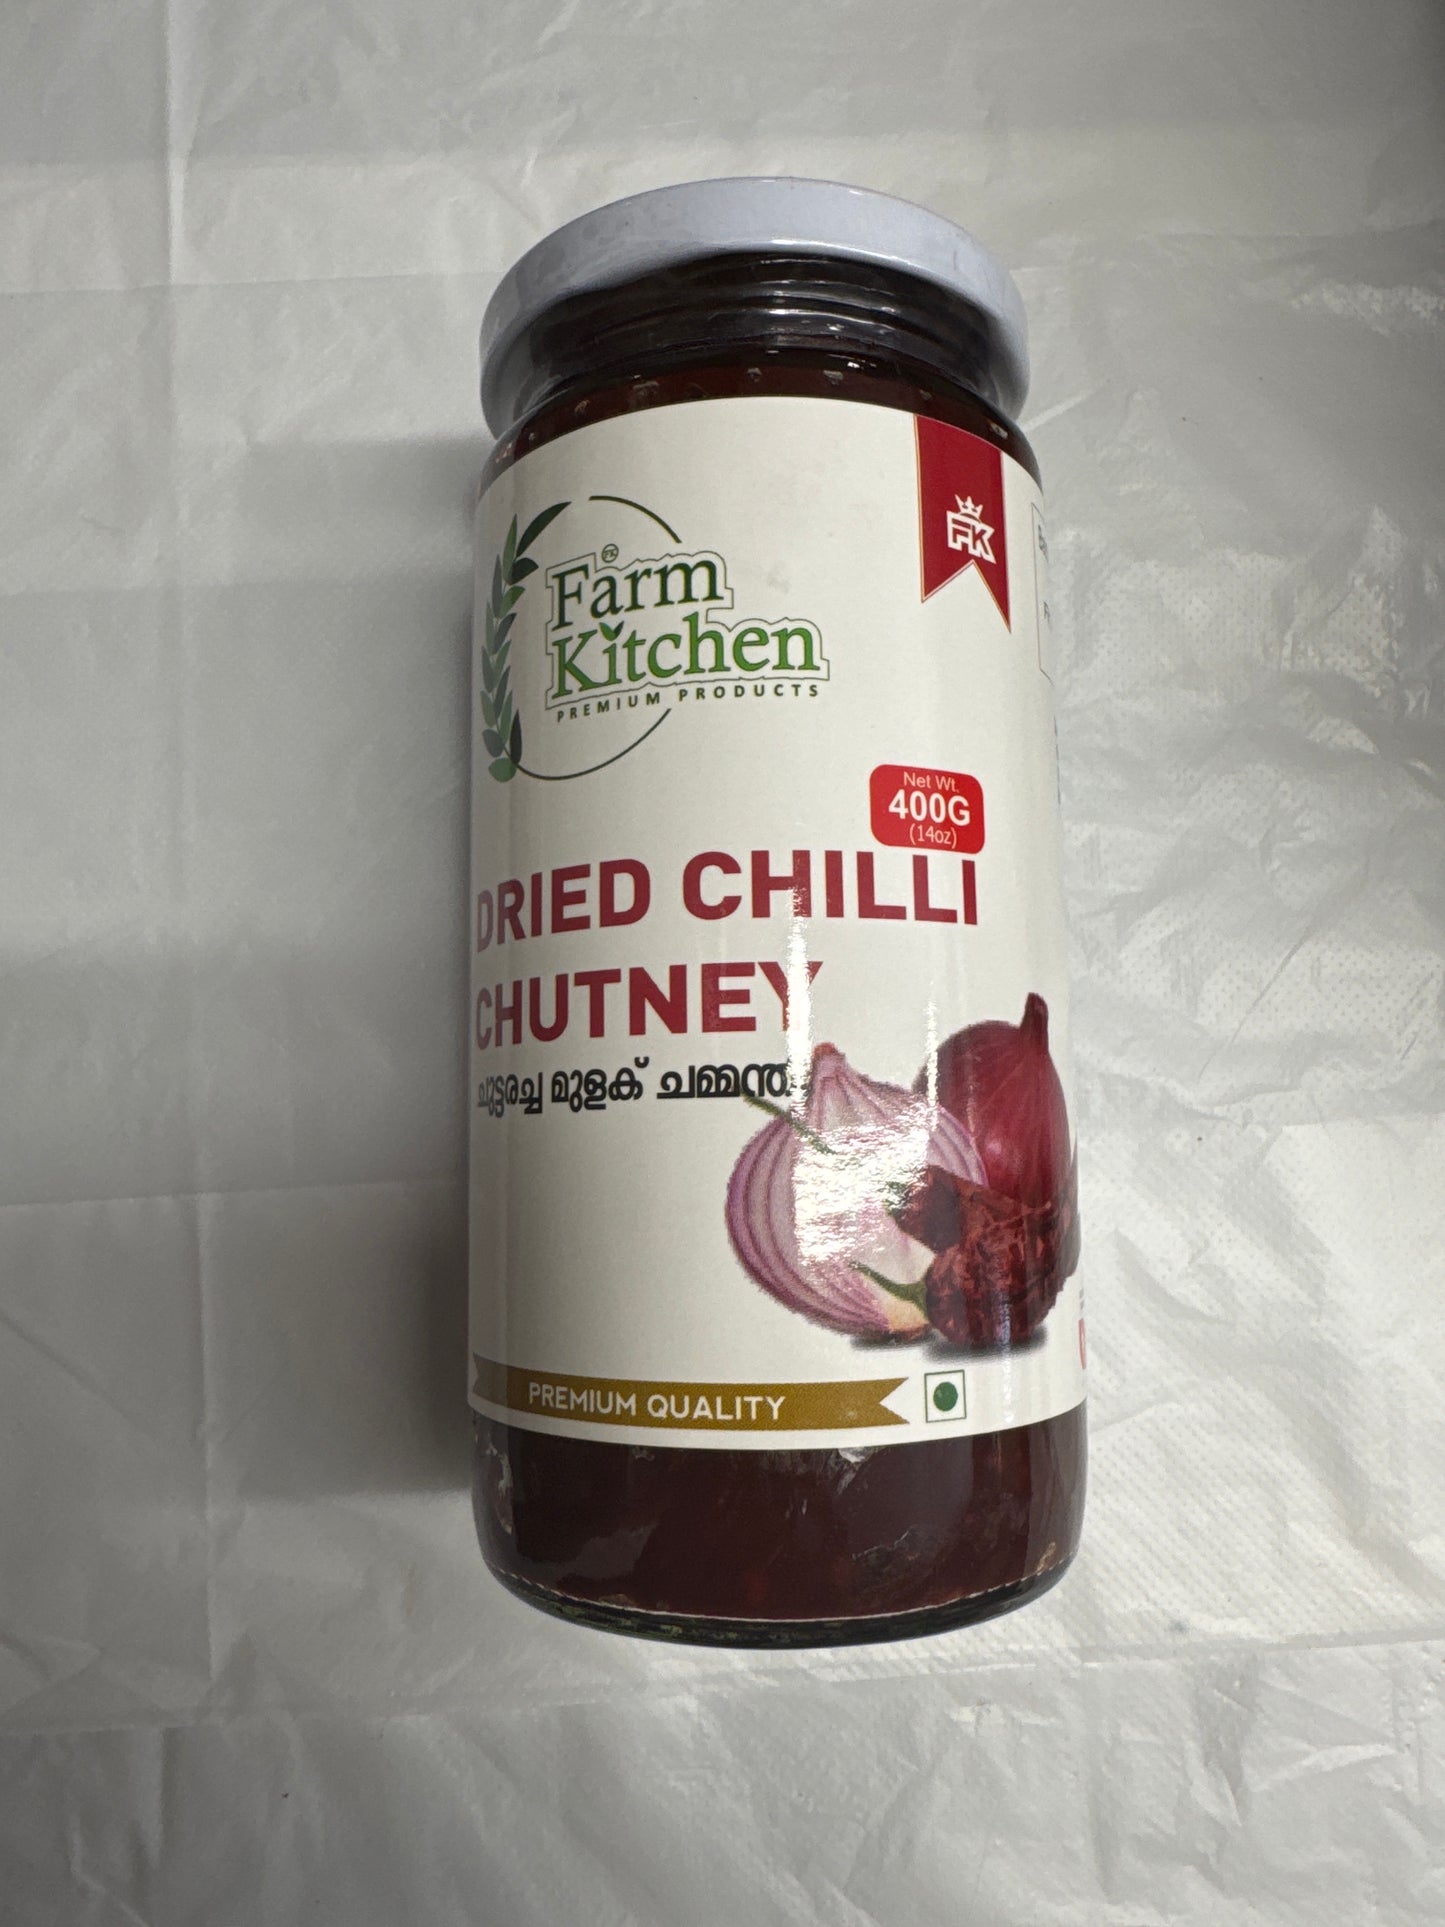 FK
Farm
Kitchen
PREMIUM PRODUCTS
FK
Net Wt.
400G
(14oz)
DRIED CHILLI
CHUTNEY
ചുട്ടരച്ച മുളക് ചമ്മന്തി
PREMIUM QUALITY